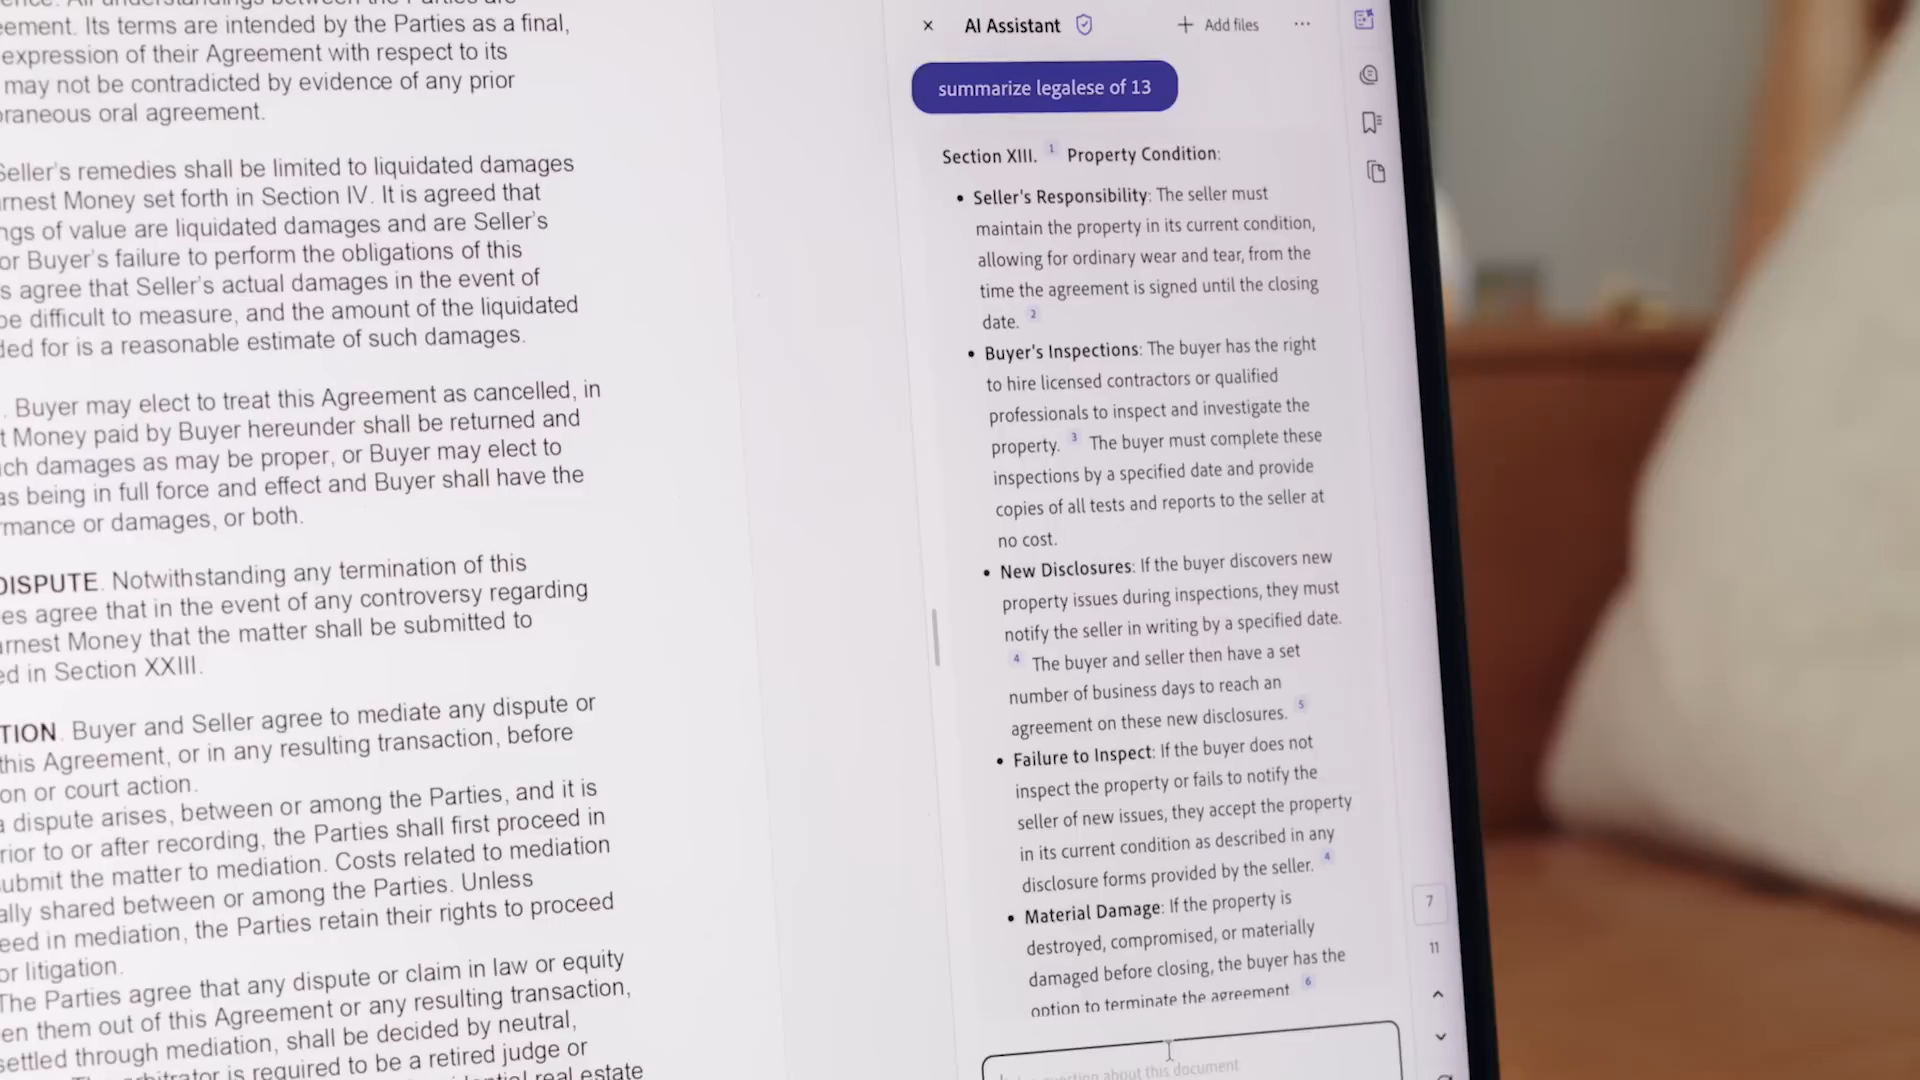 eement. Its terms are intended by the Parties as a final,
expression of their Agreement with respect to its
may not be contradicted by evidence of any prior
oraneous oral agreement.
Seller's remedies shall be limited to liquidated damages
rnest Money set forth in Section IV. It is agreed that
ngs of value are liquidated damages and are Seller's
or Buyer's failure to perform the obligations of this
s agree that Seller's actual damages in the event of
be difficult to measure, and the amount of the liquidated
ded for is a reasonable estimate of such damages.
. Buyer may elect to treat this Agreement as cancelled, in
t Money paid by Buyer hereunder shall be returned and
ch damages as may be proper, or Buyer may elect to
as being in full force and effect and Buyer shall have the
rmance or damages, or both.
DISPUTE. Notwithstanding any termination of this
es agree that in the event of any controversy regarding
arnest Money that the matter shall be submitted to
ed in Section XXIII.
TION. Buyer and Seller agree to mediate any dispute or
this Agreement, or in any resulting transaction, before
on or court action.
a dispute arises, between or among the Parties, and it is
rior to or after recording, the Parties shall first proceed in
submit the matter to mediation. Costs related to mediation
ally shared between or among the Parties. Unless
eed in mediation, the Parties retain their rights to proceed
or litigation.
The Parties agree that any dispute or claim in law or equity
en them out of this Agreement or any resulting transaction,
settled through mediation, shall be decided by neutral,
is required to be a retired judge or
real estate
AI Assistant
Add files
summarize legalese of 13
Section XIII. 1 Property Condition:
• Seller's Responsibility: The seller must
maintain the property in its current condition,
allowing for ordinary wear and tear, from the
time the agreement is signed until the closing
date. 2
• Buyer's Inspections: The buyer has the right
to hire licensed contractors or qualified
professionals to inspect and investigate the
property. 3 The buyer must complete these
inspections by a specified date and provide
copies of all tests and reports to the seller at
no cost.
• New Disclosures: If the buyer discovers new
property issues during inspections, they must
notify the seller in writing by a specified date.
4 The buyer and seller then have a set
number of business days to reach an
agreement on these new disclosures. 5
• Failure to Inspect: If the buyer does not
inspect the property or fails to notify the
seller of new issues, they accept the property
in its current condition as described in any
disclosure forms provided by the seller. 4
• Material Damage: If the property is
destroyed, compromised, or materially
damaged before closing, the buyer has the
option to terminate the agreement. 6
about this document
7
11